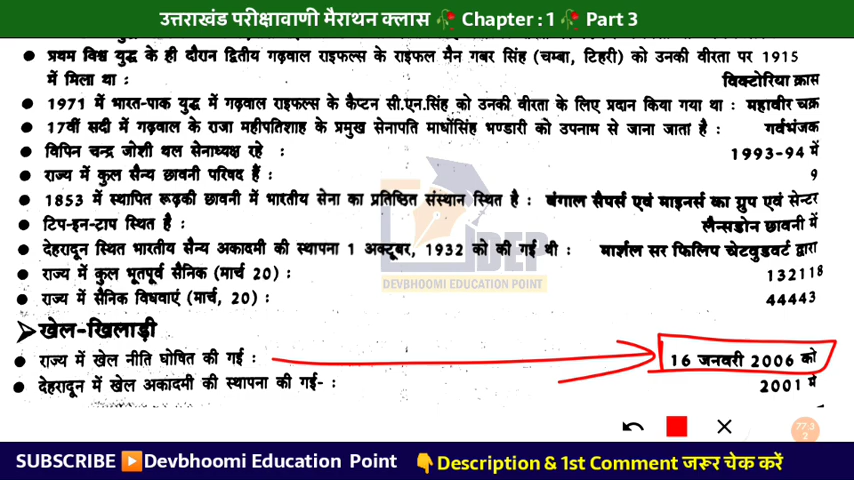 उत्तराखंड परीक्षावाणी मैराथन क्लास 🥀 Chapter : 1 🥀 Part 3
● प्रथम विश्व युद्ध के ही दौरान द्वितीय गढ़वाल राइफल्स के राइफल मैन गबर सिंह (चम्बा, टिहरी) को उनकी वीरता पर 1915
में मिला था : विक्टोरिया क्रास
● 1971 में भारत-पाक युद्ध में गढ़वाल राइफल्स के कैप्टन सी.एन.सिंह को उनकी वीरता के लिए प्रदान किया गया था : महावीर चक्र
● 17वीं सदी में गढ़वाल के राजा महीपतिशाह के प्रमुख सेनापति माधोंसिंह भण्डारी को उपनाम से जाना जाता है : गर्वभंजक
● विपिन चन्द्र जोशी थल सेनाध्यक्ष रहे : 1993-94 में
● राज्य में कुल सैन्य छावनी परिषद हैं : 9
● 1853 में स्थापित रूढ़की छावनी में भारतीय सेना का प्रतिष्ठित संस्थान स्थित है : बंगाल सैपर्स एवं माइनर्स का ग्रुप एवं सेन्टर
● टिप-इन-टाप स्थित है : लैन्सडोन छावनी में
● देहरादून स्थित भारतीय सैन्य अकादमी की स्थापना 1 अक्टूबर, 1932 को की गई थी : मार्शल सर फिलिप चेटवुडवर्ट द्वारा
● राज्य में कुल भूतपूर्व सैनिक (मार्च 20) : 132118
● राज्य में सैनिक विधवाएं (मार्च, 20) : 44443
DEP
DEVBHOOMI EDUCATION POINT
➢खेल-खिलाड़ी
● राज्य में खेल नीति घोषित की गई : 16 जनवरी 2006 को
● देहरादून में खेल अकादमी की स्थापना की गई- : 2001 में
77:3
2
SUBSCRIBE ▶️Devbhoomi Education Point 👇Description & 1st Comment जरूर चेक करें